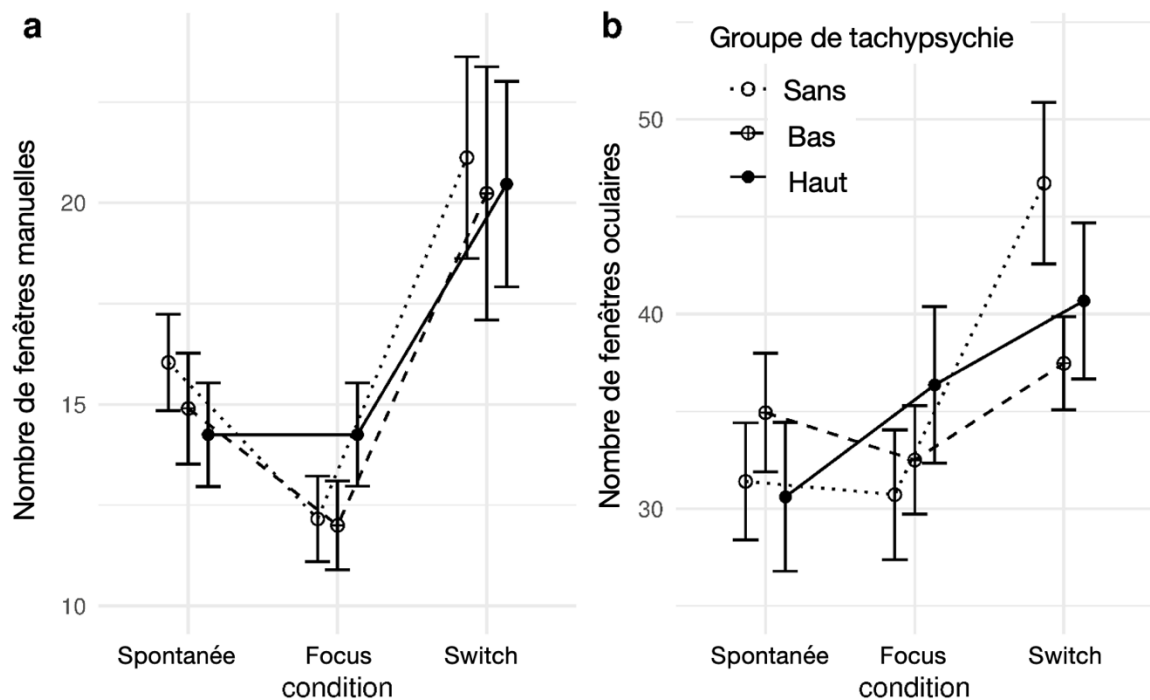 a
Nombre de fenêtres manuelles
20
15
10
Spontanée
Focus
Switch
condition
b
Groupe de tachypsychie
Sans
Bas
Haut
Nombre de fenêtres oculaires
50
40
30
Spontanée
Focus
Switch
condition